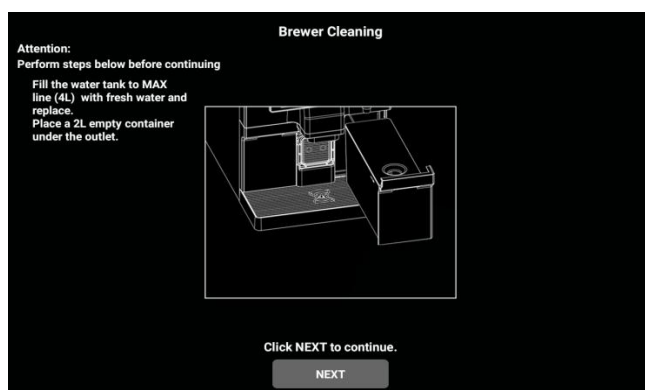 Brewer Cleaning
Attention:
Perform steps below before continuing
Fill the water tank to MAX
line (4L) with fresh water and
replace.
Place a 2L empty container
under the outlet.
Click NEXT to continue.
NEXT